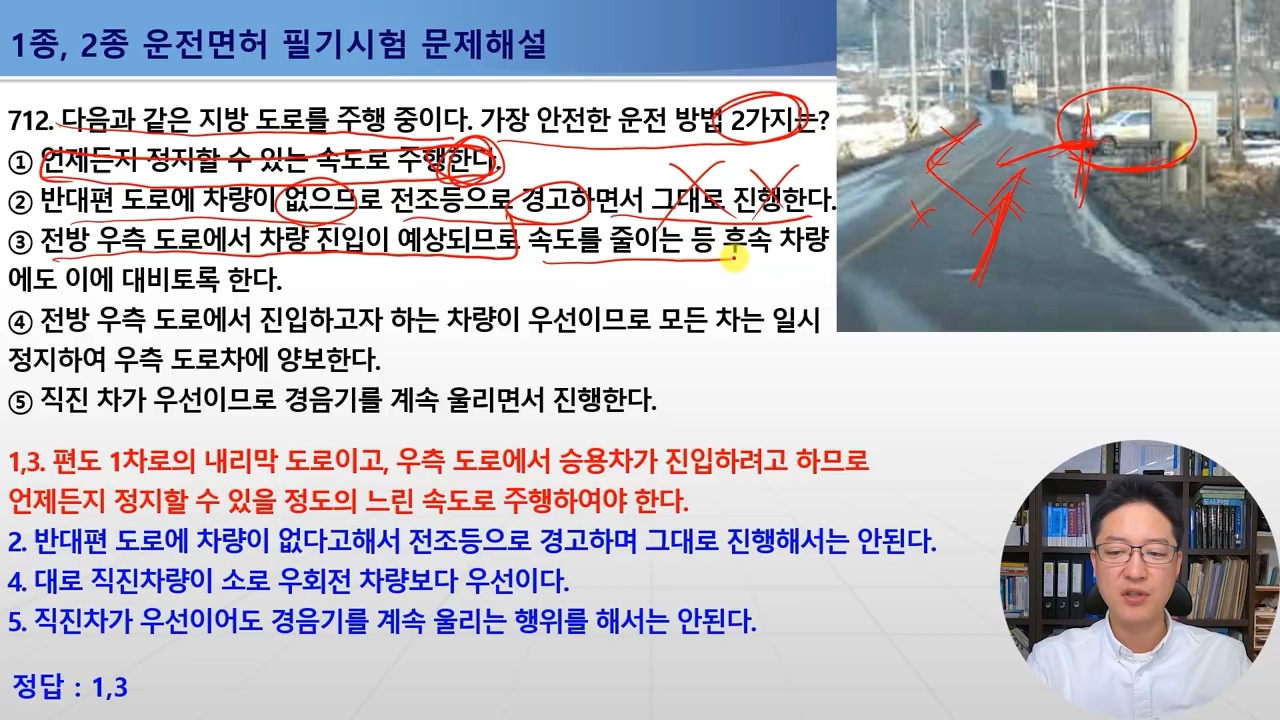 1종, 2종 운전면허 필기시험 문제해설
712. 다음과 같은 지방 도로를 주행 중이다. 가장 안전한 운전 방법 2가지는?
① 언제든지 정지할 수 있는 속도로 주행한다.
② 반대편 도로에 차량이 없으므로 전조등으로 경고하면서 그대로 진행한다.
③ 전방 우측 도로에서 차량 진입이 예상되므로 속도를 줄이는 등 후속 차량
에도 이에 대비토록 한다.
④ 전방 우측 도로에서 진입하고자 하는 차량이 우선이므로 모든 차는 일시
정지하여 우측 도로차에 양보한다.
⑤ 직진 차가 우선이므로 경음기를 계속 울리면서 진행한다.
1,3. 편도 1차로의 내리막 도로이고, 우측 도로에서 승용차가 진입하려고 하므로
언제든지 정지할 수 있을 정도의 느린 속도로 주행하여야 한다.
2. 반대편 도로에 차량이 없다고해서 전조등으로 경고하며 그대로 진행해서는 안된다.
4. 대로 직진차량이 소로 우회전 차량보다 우선이다.
5. 직진차가 우선이어도 경음기를 계속 울리는 행위를 해서는 안된다.
정답 : 1,3